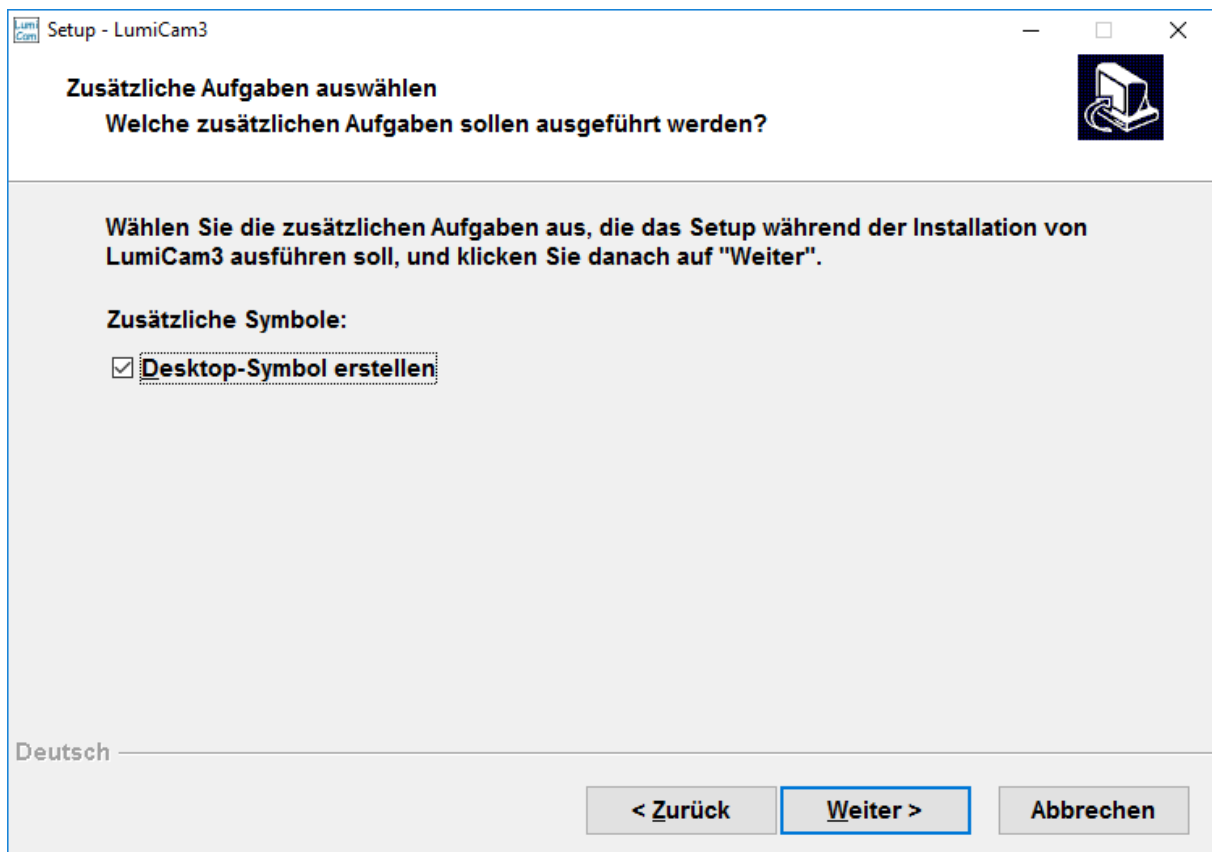 Lumi
Cam
Setup - LumiCam3
Zusätzliche Aufgaben auswählen
Welche zusätzlichen Aufgaben sollen ausgeführt werden?
Wählen Sie die zusätzlichen Aufgaben aus, die das Setup während der Installation von
LumiCam3 ausführen soll, und klicken Sie danach auf "Weiter".
Zusätzliche Symbole:
Desktop-Symbol erstellen
Deutsch
< Zurück
Weiter >
Abbrechen